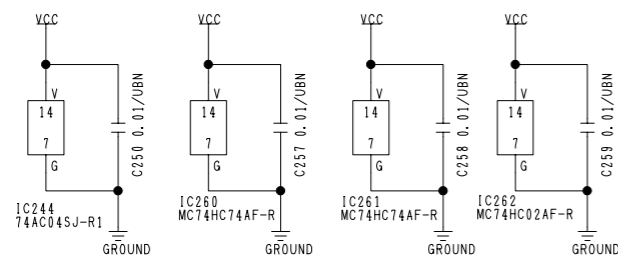 VCC
V
14
7
G
C250 0.01/UBN
IC244
74AC04SJ-R1
GROUND
VCC
V
14
7
G
C257 0.01/UBN
IC260
MC74HC74AF-R
GROUND
VCC
V
14
7
G
C258 0.01/UBN
IC261
MC74HC74AF-R
GROUND
VCC
V
14
7
G
C259 0.01/UBN
IC262
MC74HC02AF-R
GROUND